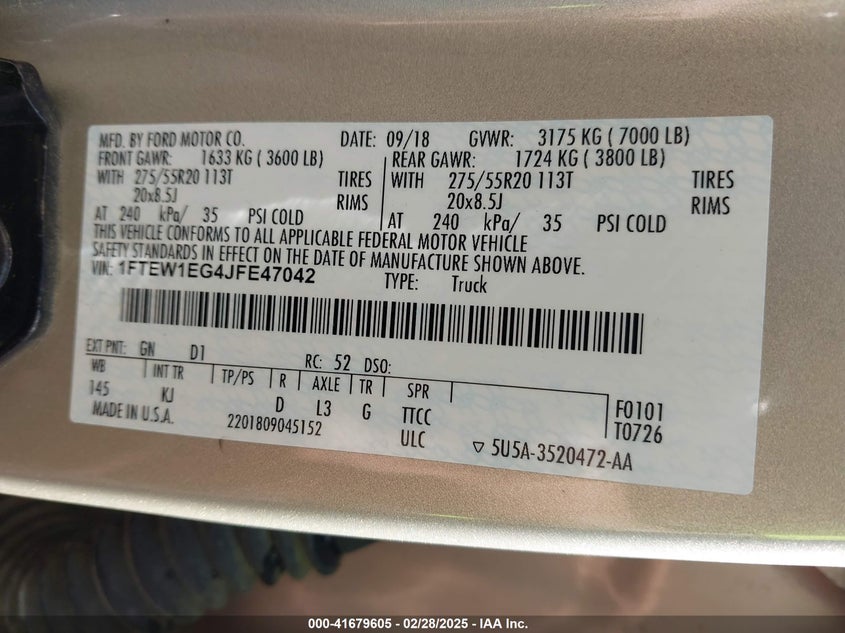 MFD. BY FORD MOTOR CO. DATE: 09/18 GVWR: 3175 KG ( 7000 LB)
FRONT GAWR: 1633 KG ( 3600 LB) REAR GAWR: 1724 KG ( 3800 LB)
WITH 275/55R20 113T TIRES WITH 275/55R20 113T TIRES
20x8.5J RIMS 20x8.5J RIMS
AT 240 kPa/ 35 PSI COLD AT 240 kPa/ 35 PSI COLD
THIS VEHICLE CONFORMS TO ALL APPLICABLE FEDERAL MOTOR VEHICLE
SAFETY STANDARDS IN EFFECT ON THE DATE OF MANUFACTURE SHOWN ABOVE.
VIN: 1FTEW1EG4JFE47042 TYPE: Truck
EXT PNT: GN D1 RC: 52 DSO:
WB INT TR TP/PS R AXLE TR SPR F0101
145 KJ D L3 G TTCC T0726
MADE IN U.S.A. 2201809045152 ULC ▽ 5U5A-3520472-AA
000-41679605 - 02/28/2025 - IAA Inc.